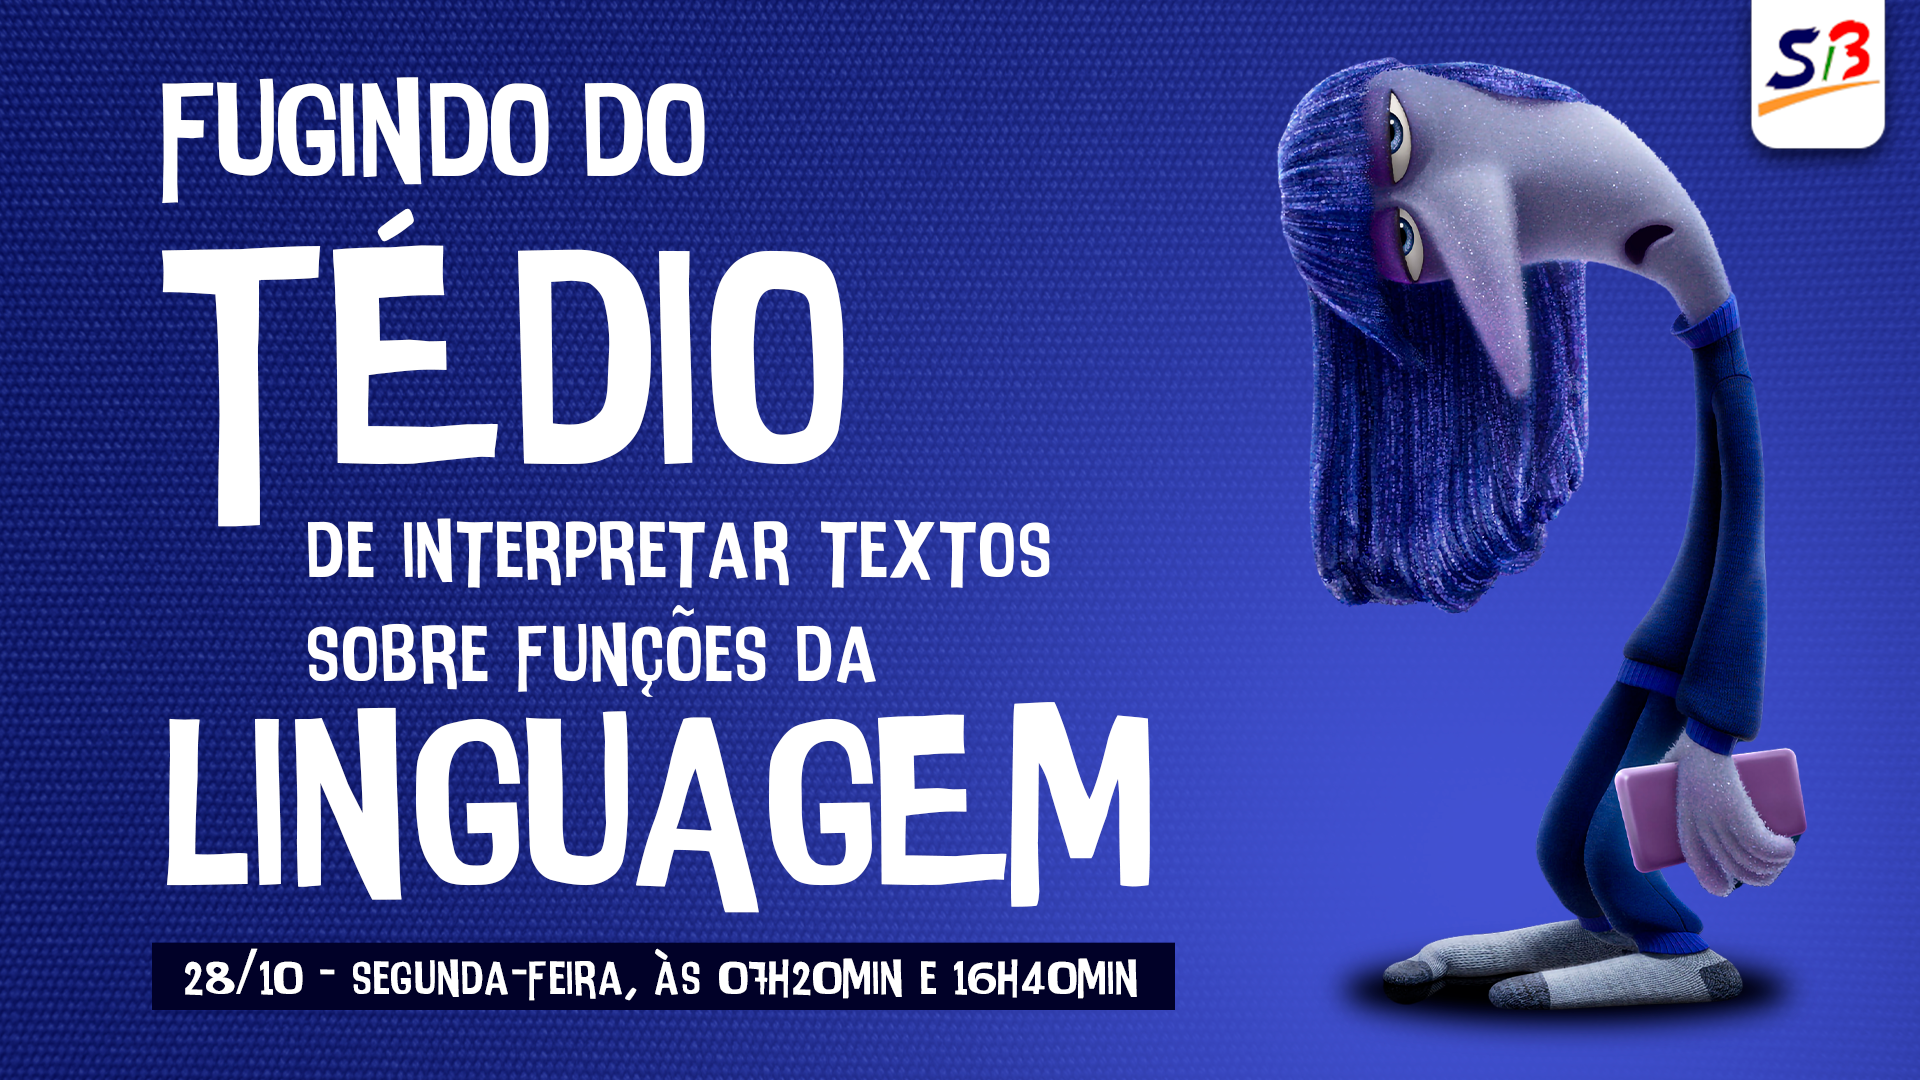 SiB
FUGINDO DO
TÉDIO
DE INTERPRETAR TEXTOS
SOBRE FUNÇÕES DA
LINGUAGEM
28/10 - SEGUNDA-FEIRA, ÀS 07H20MIN E 16H40MIN